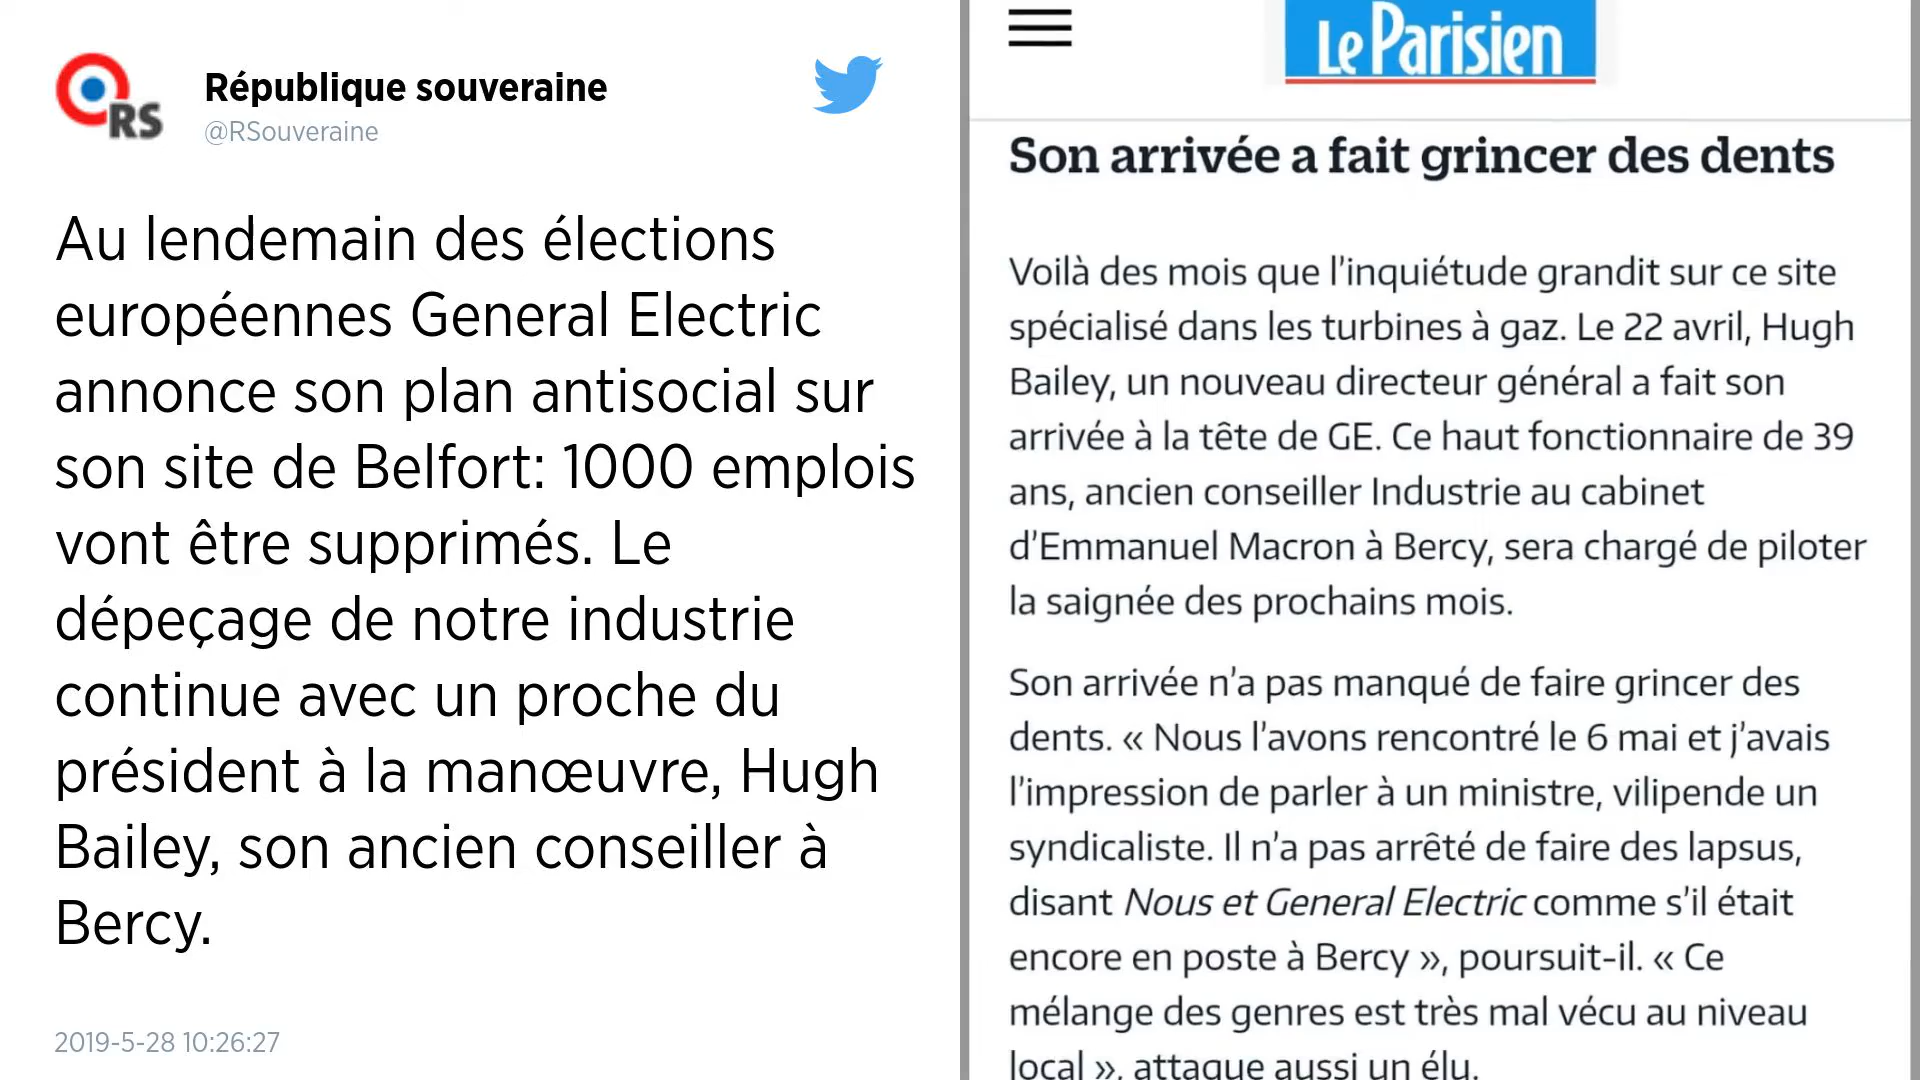 RS
République souveraine
@RSouveraine
Au lendemain des élections
européennes General Electric
annonce son plan antisocial sur
son site de Belfort: 1000 emplois
vont être supprimés. Le
dépeçage de notre industrie
continue avec un proche du
président à la manœuvre, Hugh
Bailey, son ancien conseiller à
Bercy.
2019-5-28 10:26:27
Le Parisien
Son arrivée a fait grincer des dents
Voilà des mois que l’inquiétude grandit sur ce site
spécialisé dans les turbines à gaz. Le 22 avril, Hugh
Bailey, un nouveau directeur général a fait son
arrivée à la tête de GE. Ce haut fonctionnaire de 39
ans, ancien conseiller Industrie au cabinet
d’Emmanuel Macron à Bercy, sera chargé de piloter
la saignée des prochains mois.
Son arrivée n’a pas manqué de faire grincer des
dents. « Nous l’avons rencontré le 6 mai et j’avais
l’impression de parler à un ministre, vilipende un
syndicaliste. Il n’a pas arrêté de faire des lapsus,
disant Nous et General Electric comme s’il était
encore en poste à Bercy », poursuit-il. « Ce
mélange des genres est très mal vécu au niveau
local », attaque aussi un élu.